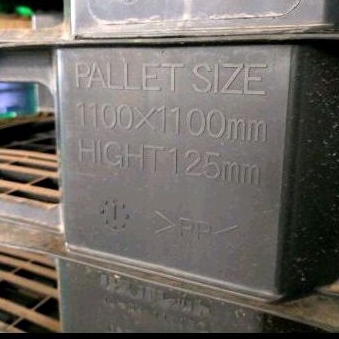 PALLET SIZE
1100×1100mm
HIGHT125mm
>PP<